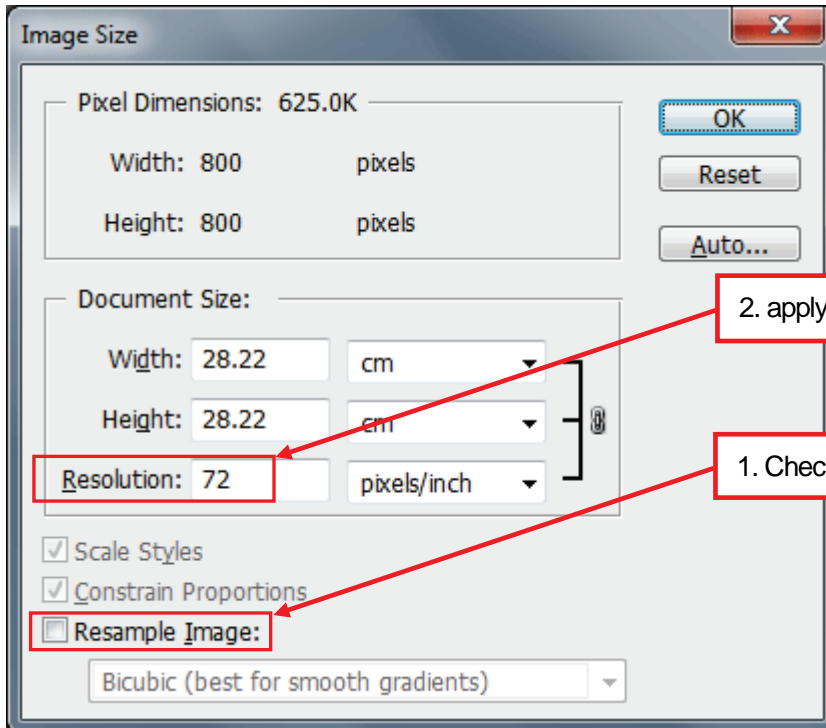 Image Size
Pixel Dimensions: 625.0K
Width: 800 pixels
Height: 800 pixels
OK
Reset
Auto...
Document Size:
Width: 28.22 cm
Height: 28.22 cm
Resolution: 72 pixels/inch
2. apply
1. Chec
Scale Styles
Constrain Proportions
Resample Image:
Bicubic (best for smooth gradients)